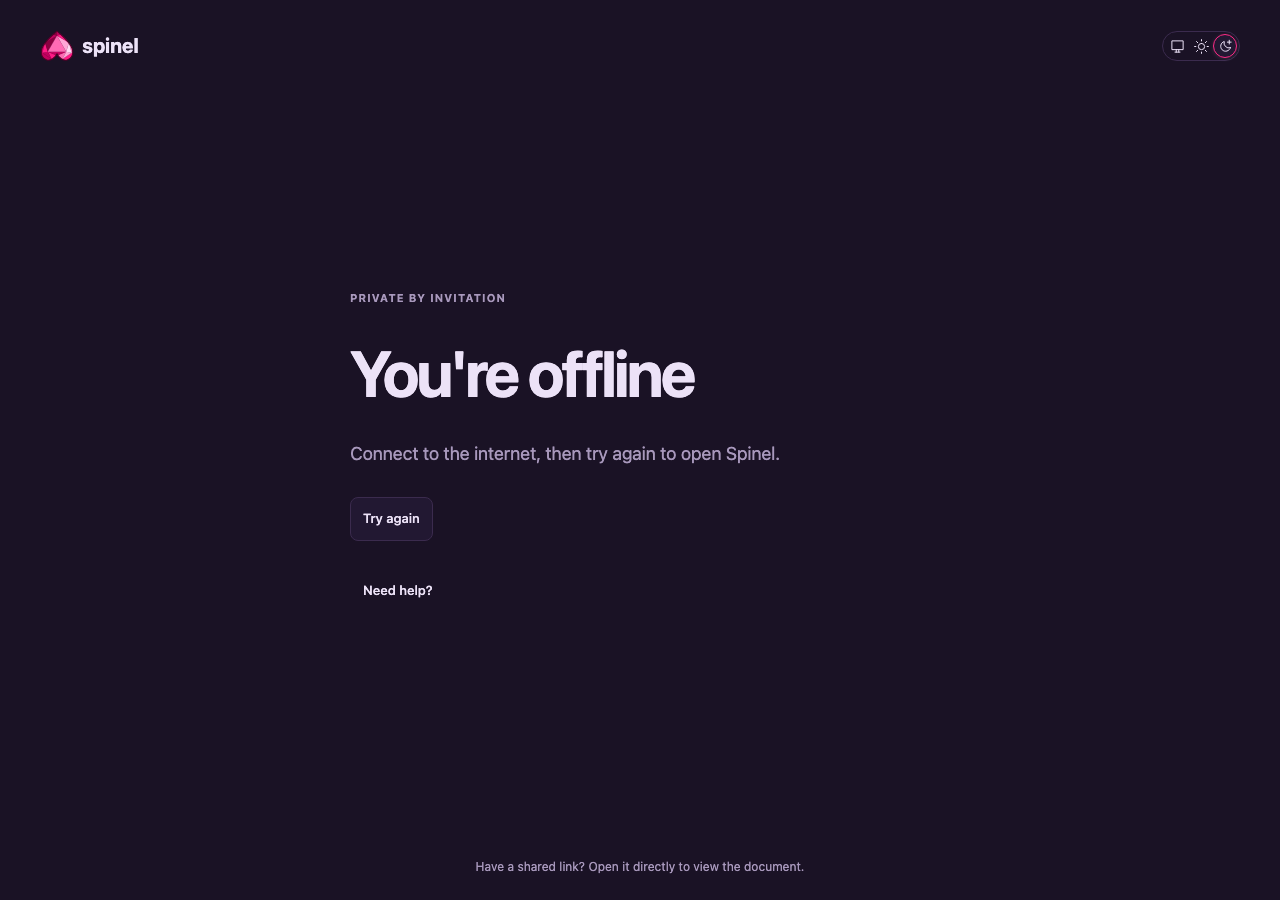 spinel
PRIVATE BY INVITATION
You're offline
Connect to the internet, then try again to open Spinel.
Try again
Need help?
Have a shared link? Open it directly to view the document.